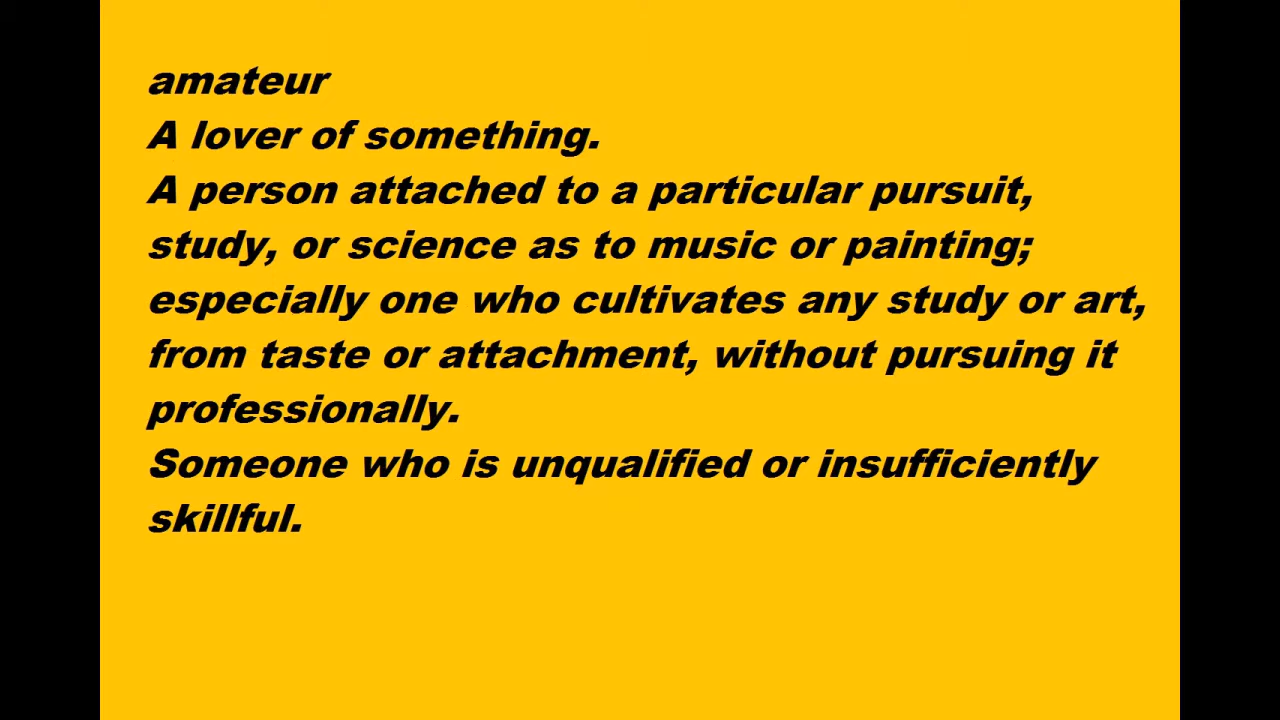 amateur
A lover of something.
A person attached to a particular pursuit,
study, or science as to music or painting;
especially one who cultivates any study or art,
from taste or attachment, without pursuing it
professionally.
Someone who is unqualified or insufficiently
skillful.